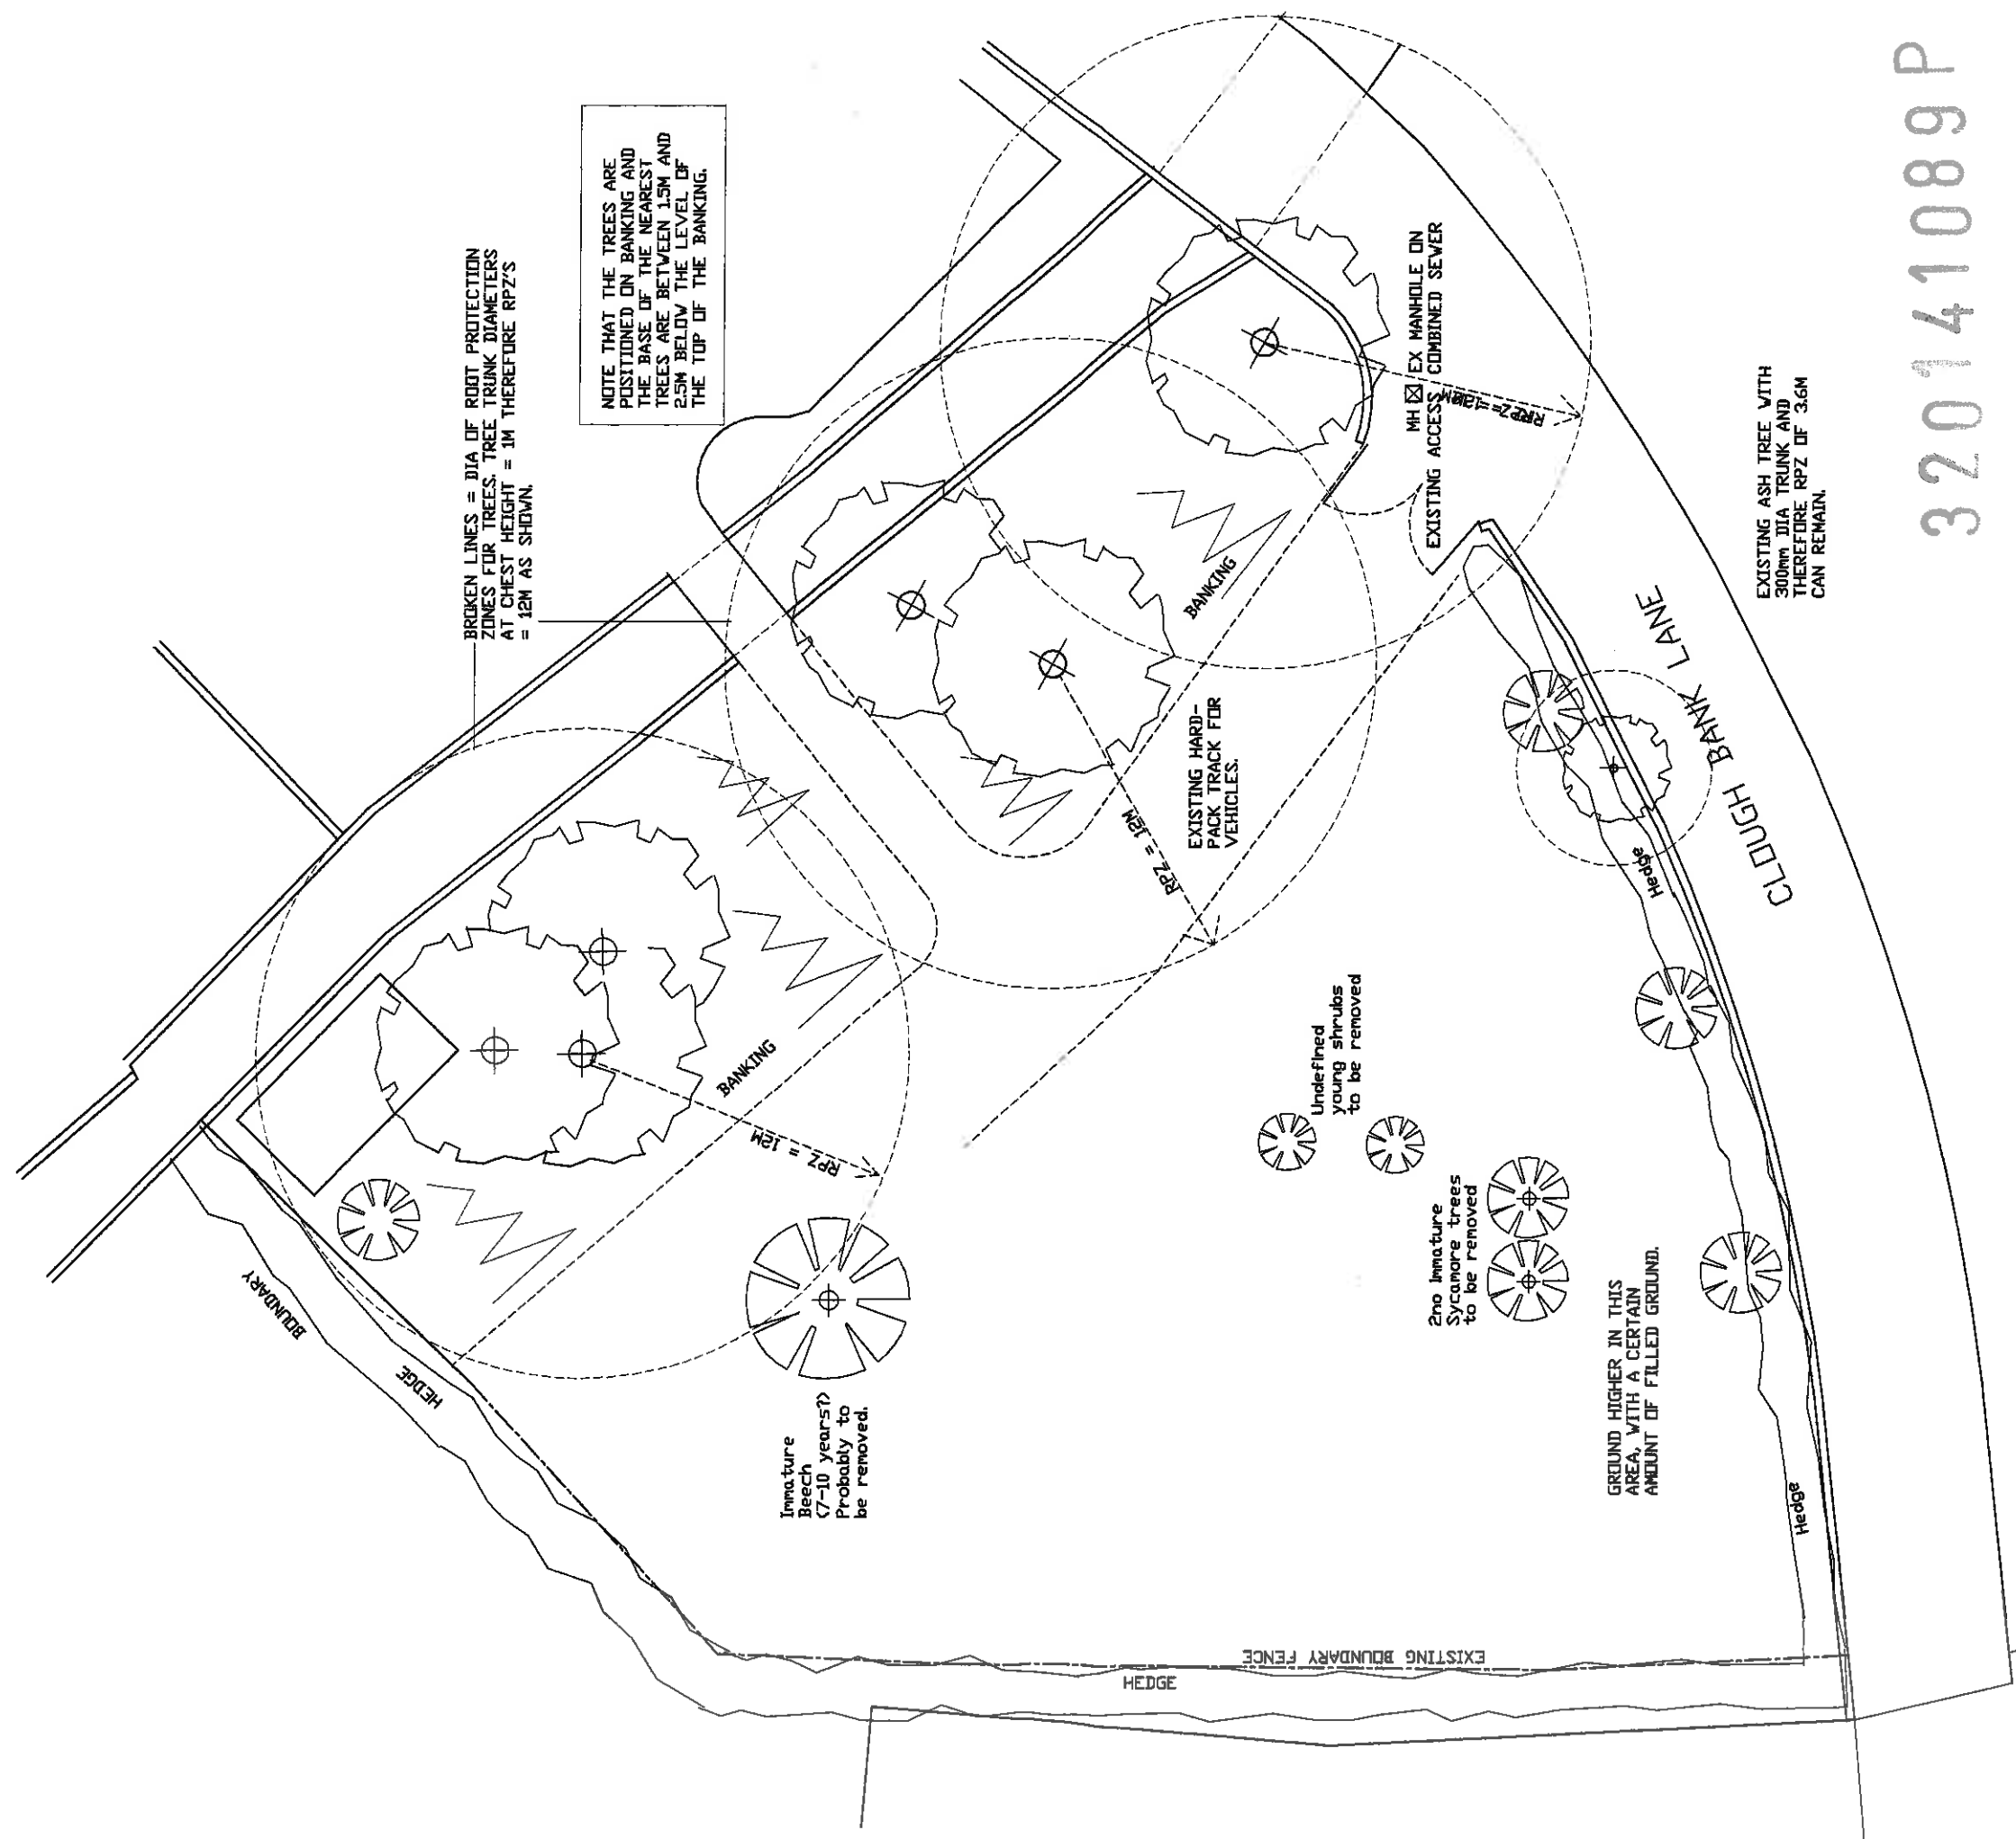 BROKEN LINES = DIA OF ROOT PROTECTION
ZONES FOR TREES. TREE TRUNK DIAMETERS
AT CHEST HEIGHT = 1M THEREFORE RPZ'S
= 12M AS SHOWN.
NOTE THAT THE TREES ARE
POSITIONED ON BANKING AND
THE BASE OF THE NEAREST
TREES ARE BETWEEN 1.5M AND
2.5M BELOW THE LEVEL OF
THE TOP OF THE BANKING.
MH EX MANHOLE ON
COMBINED SEWER
EXISTING ACCESS
BANKING
EXISTING HARD-
PACK TRACK FOR
VEHICLES.
RPZ = 12M
BANKING
RPZ = 12M
Undefined
young shrubs
to be removed
2no Immature
Sycamore trees
to be removed
GROUND HIGHER IN THIS
AREA, WITH A CERTAIN
AMOUNT OF FILLED GROUND.
Immature
Beech
(7-10 years?)
Probably to
be removed.
BOUNDARY
HEDGE
EXISTING BOUNDARY FENCE
HEDGE
Hedge
Hedge
CLOUGH BANK LANE
EXISTING ASH TREE WITH
300mm DIA TRUNK AND
THEREFORE RPZ OF 3.6M
CAN REMAIN.
320141089P